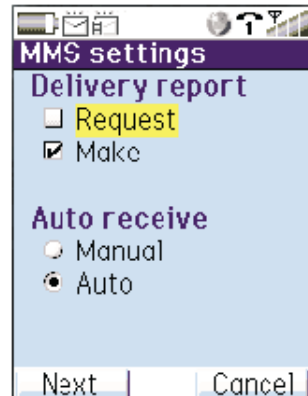 MMS settings
Delivery report
Request
Make
Auto receive
Manual
Auto
Next Cancel